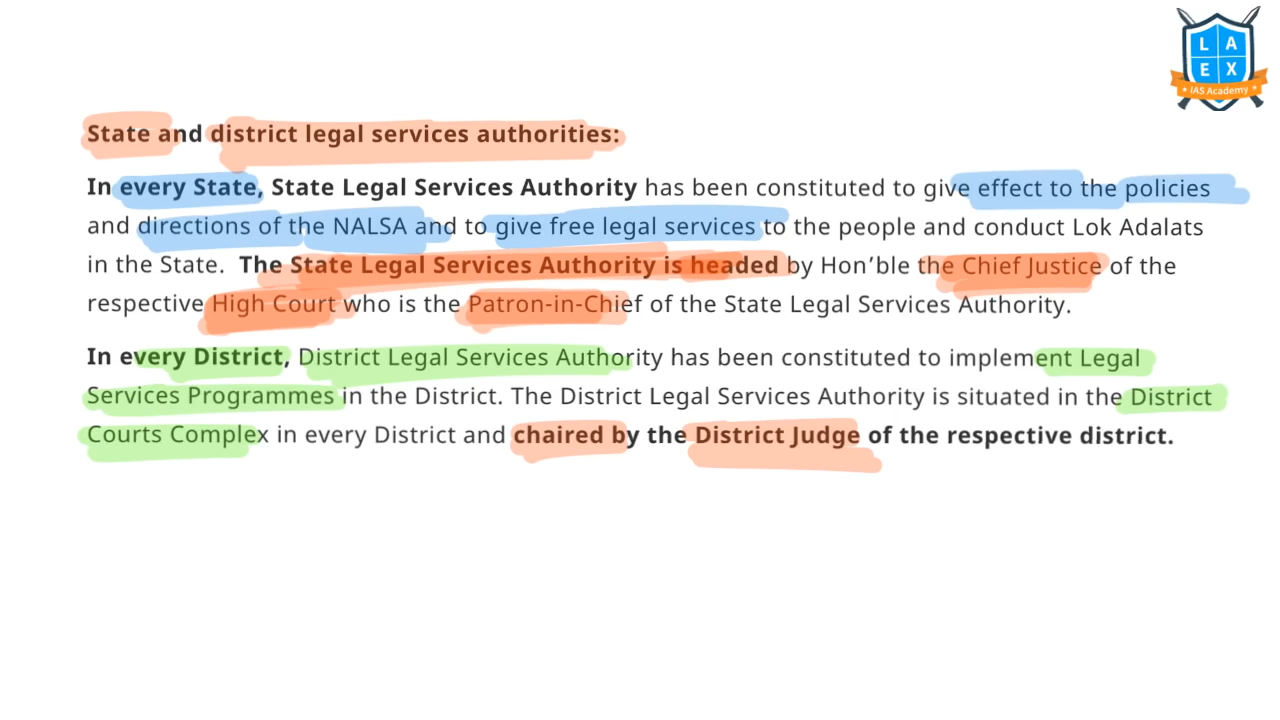 L A
E X
IAS Academy
State and district legal services authorities:
In every State, State Legal Services Authority has been constituted to give effect to the policies
and directions of the NALSA and to give free legal services to the people and conduct Lok Adalats
in the State. The State Legal Services Authority is headed by Hon’ble the Chief Justice of the
respective High Court who is the Patron-in-Chief of the State Legal Services Authority.
In every District, District Legal Services Authority has been constituted to implement Legal
Services Programmes in the District. The District Legal Services Authority is situated in the District
Courts Complex in every District and chaired by the District Judge of the respective district.